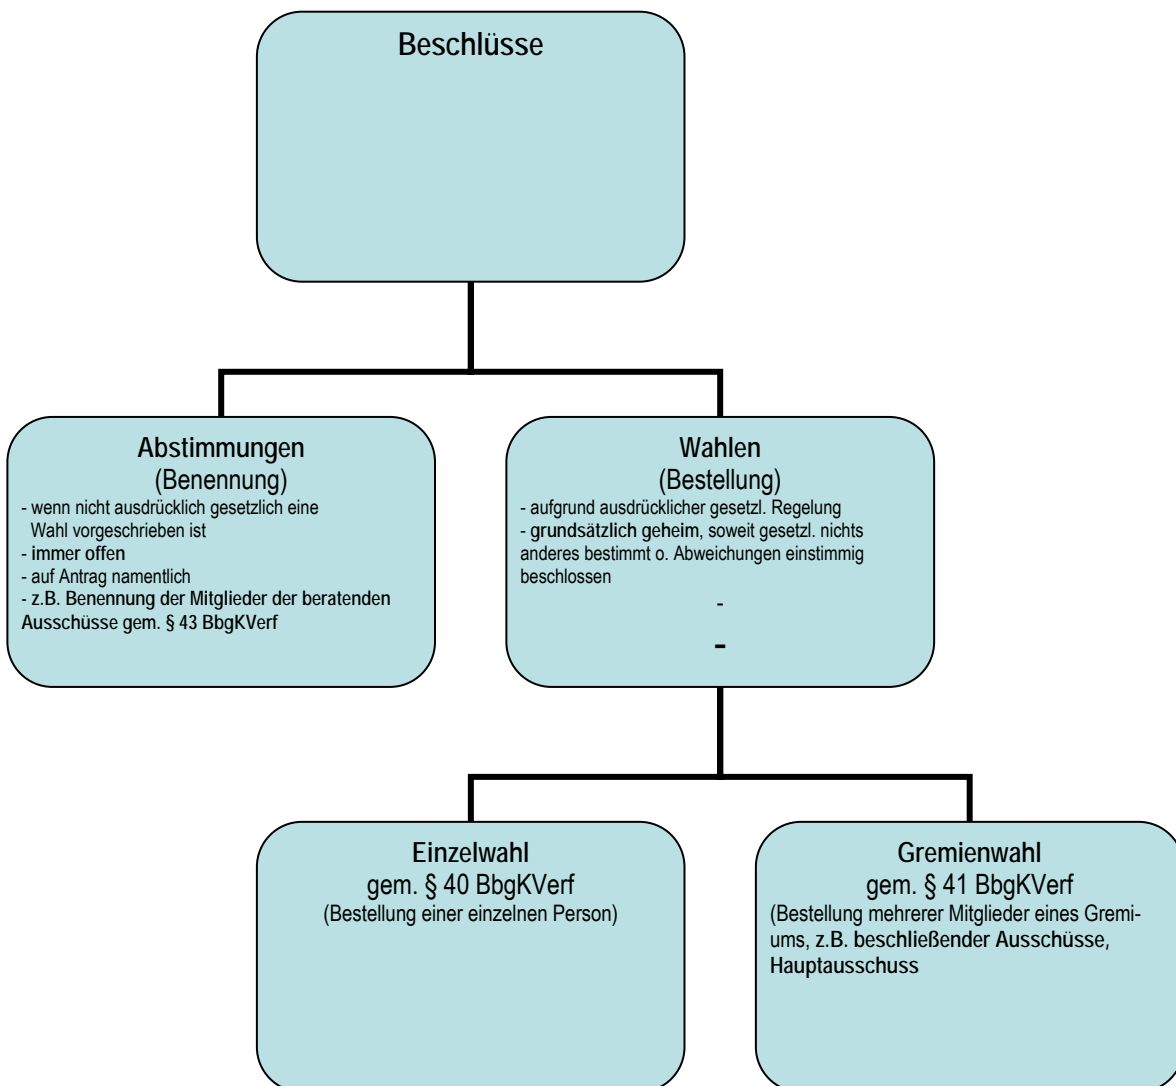 Beschlüsse
Abstimmungen
(Benennung)
- wenn nicht ausdrücklich gesetzlich eine
Wahl vorgeschrieben ist
- immer offen
- auf Antrag namentlich
- z.B. Benennung der Mitglieder der beratenden
Ausschüsse gem. § 43 BbgKVerf
Wahlen
(Bestellung)
- aufgrund ausdrücklicher gesetzl. Regelung
- grundsätzlich geheim, soweit gesetzl. nichts
anderes bestimmt o. Abweichungen einstimmig
beschlossen
-
-
Einzelwahl
gem. § 40 BbgKVerf
(Bestellung einer einzelnen Person)
Gremienwahl
gem. § 41 BbgKVerf
(Bestellung mehrerer Mitglieder eines Gremi-
ums, z.B. beschließender Ausschüsse,
Hauptausschuss